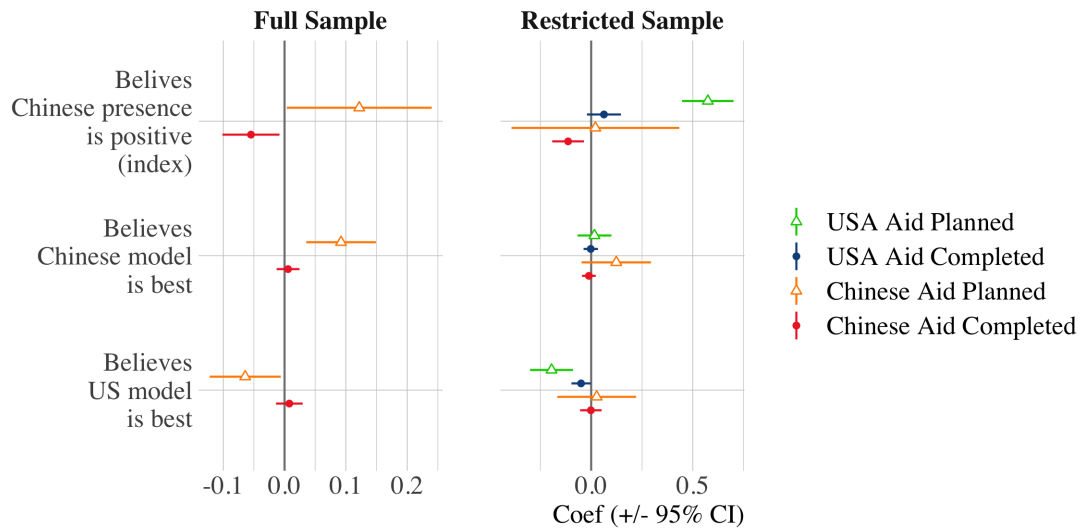 Full Sample
Restricted Sample
Belives
Chinese presence
is positive
(index)
Believes
Chinese model
is best
Believes
US model
is best
-0.1 0.0 0.1 0.2
0.0 0.5
Coef (+/- 95% CI)
USA Aid Planned
USA Aid Completed
Chinese Aid Planned
Chinese Aid Completed